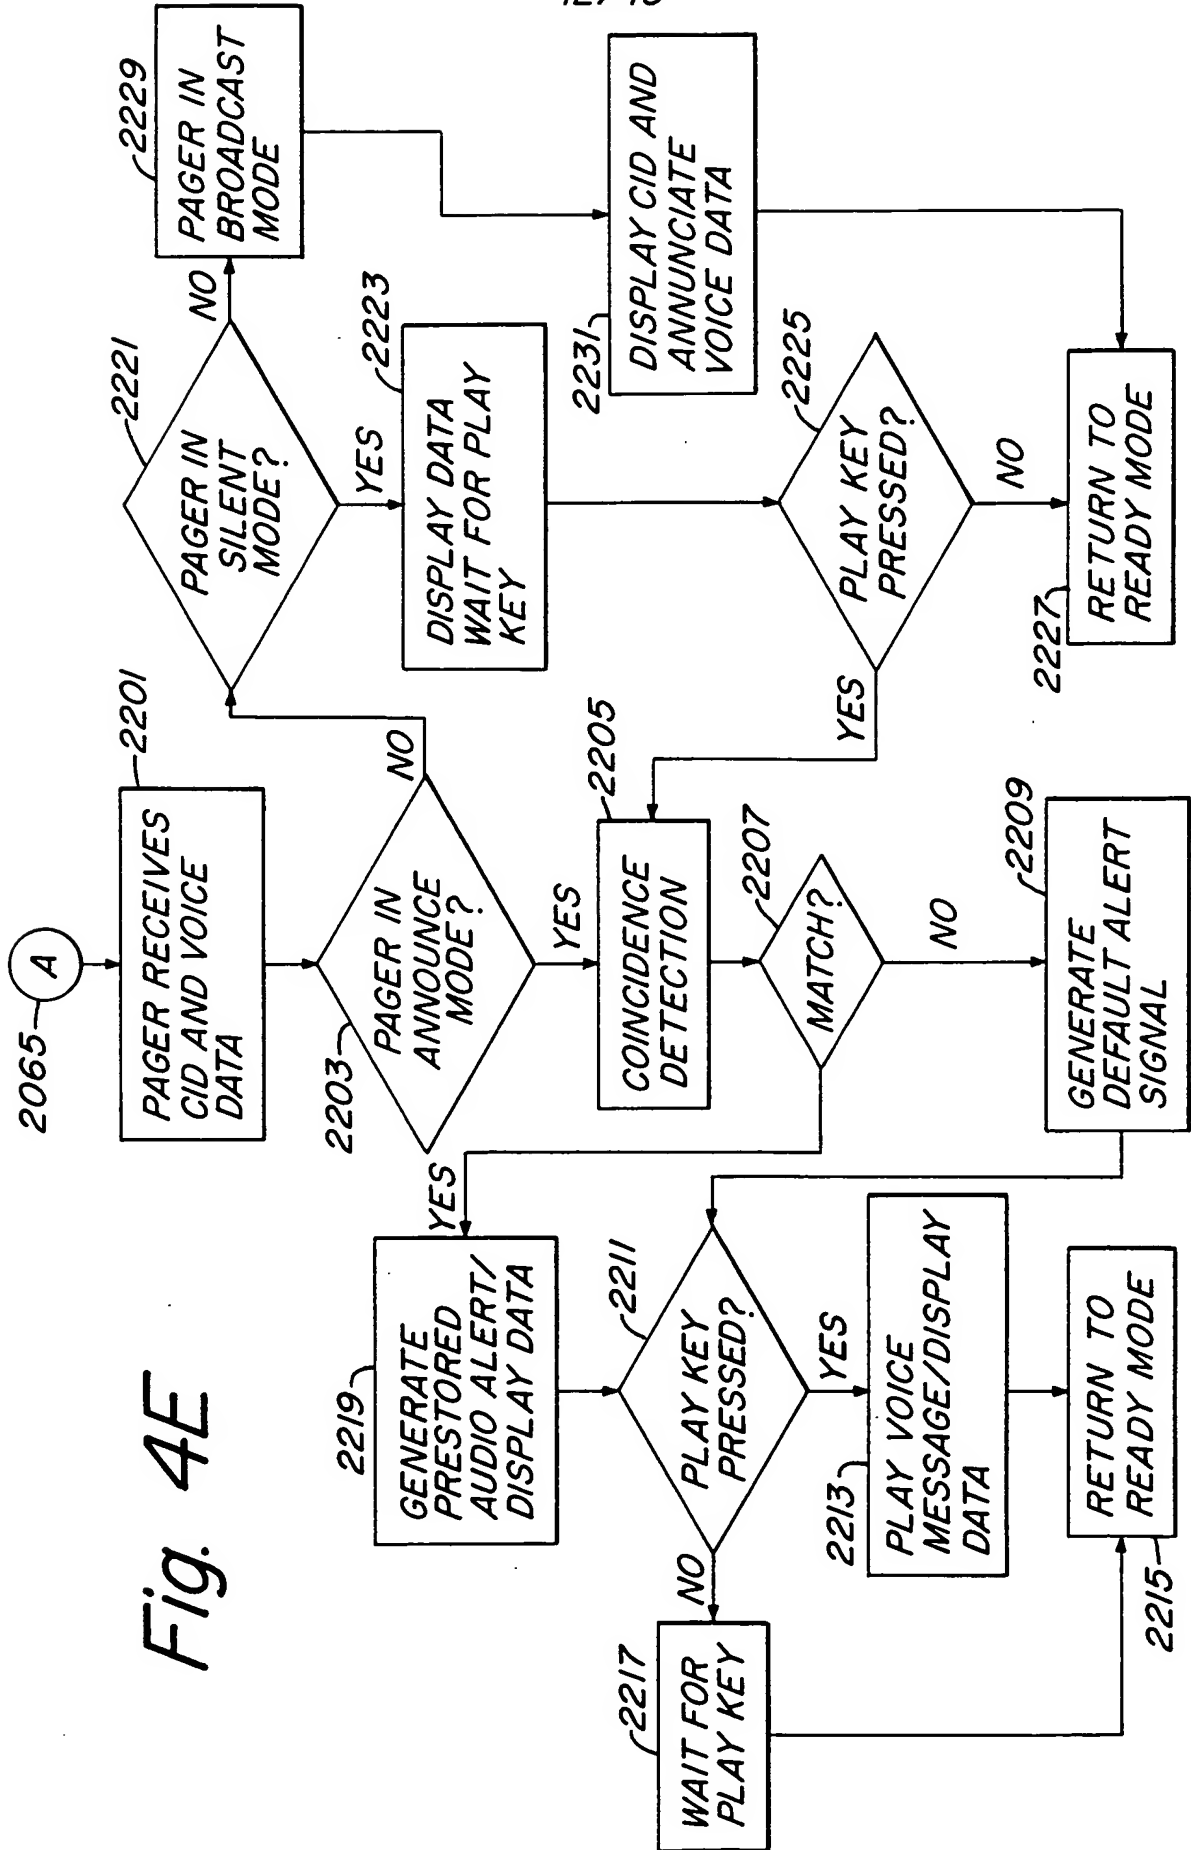 12/18
Fig. 4E
2065
A
2201
PAGER RECEIVES
CID AND VOICE
DATA
2203
PAGER IN
ANNOUNCE
MODE?
NO
YES
2221
PAGER IN
SILENT
MODE?
NO
YES
2229
PAGER IN
BROADCAST
MODE
2223
DISPLAY DATA
WAIT FOR PLAY
KEY
2231
DISPLAY CID AND
ANNUNCIATE
VOICE DATA
2225
PLAY KEY
PRESSED?
YES
NO
2227
RETURN TO
READY MODE
2205
COINCIDENCE
DETECTION
2207
MATCH?
YES
NO
2209
GENERATE
DEFAULT ALERT
SIGNAL
2219
GENERATE
PRESTORED
AUDIO ALERT/
DISPLAY DATA
2211
PLAY KEY
PRESSED?
NO
YES
2213
PLAY VOICE
MESSAGE/DISPLAY
DATA
2217
WAIT FOR
PLAY KEY
2215
RETURN TO
READY MODE